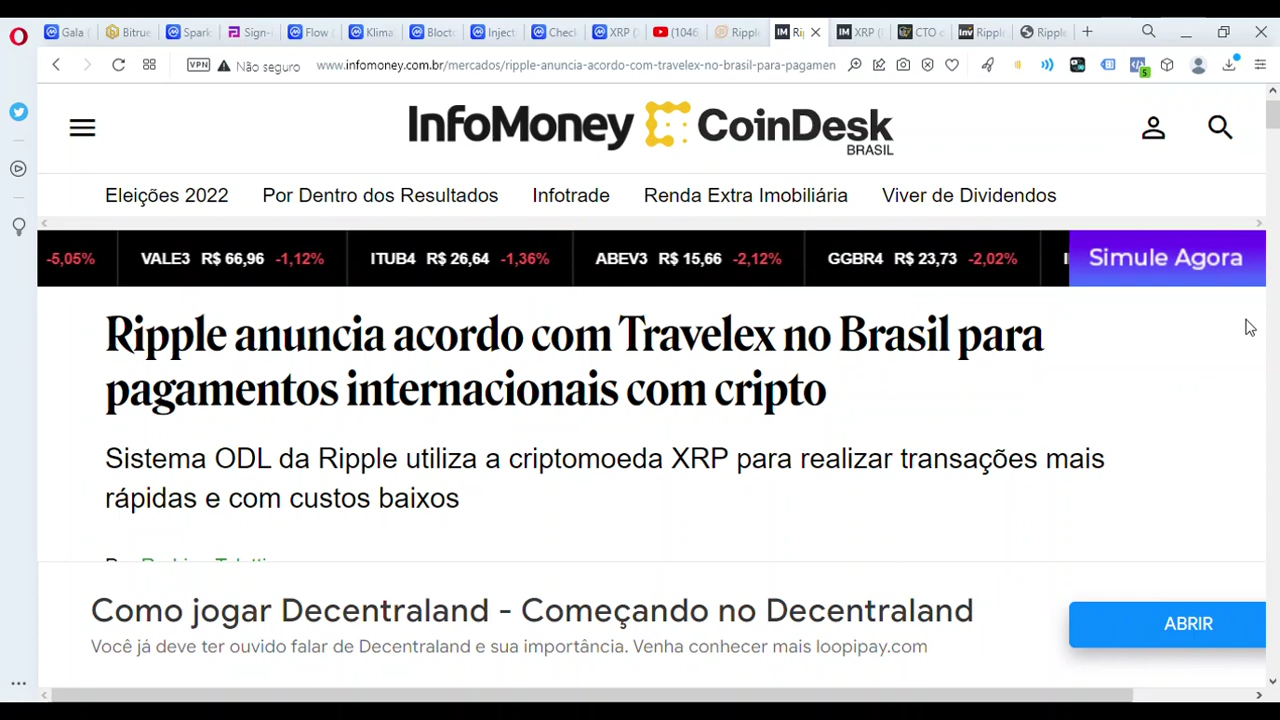 Gala (
Bitrue
Spark
Sign-
Flow (
Klima
Blocto
Inject
Check
XRP (
(1046
Ripple
Rip
XRP (
CTO d
Ripple
Ripple
VPN
Não seguro
www.infomoney.com.br/mercados/ripple-anuncia-acordo-com-travelex-no-brasil-para-pagamen
5
InfoMoney CoinDesk
BRASIL
Eleições 2022 Por Dentro dos Resultados Infotrade Renda Extra Imobiliária Viver de Dividendos
-5,05% VALE3 R$ 66,96 -1,12% ITUB4 R$ 26,64 -1,36% ABEV3 R$ 15,66 -2,12% GGBR4 R$ 23,73 -2,02% Simule Agora
Ripple anuncia acordo com Travelex no Brasil para
pagamentos internacionais com cripto
Sistema ODL da Ripple utiliza a criptomoeda XRP para realizar transações mais
rápidas e com custos baixos
Como jogar Decentraland - Começando no Decentraland
Você já deve ter ouvido falar de Decentraland e sua importância. Venha conhecer mais loopipay.com
ABRIR